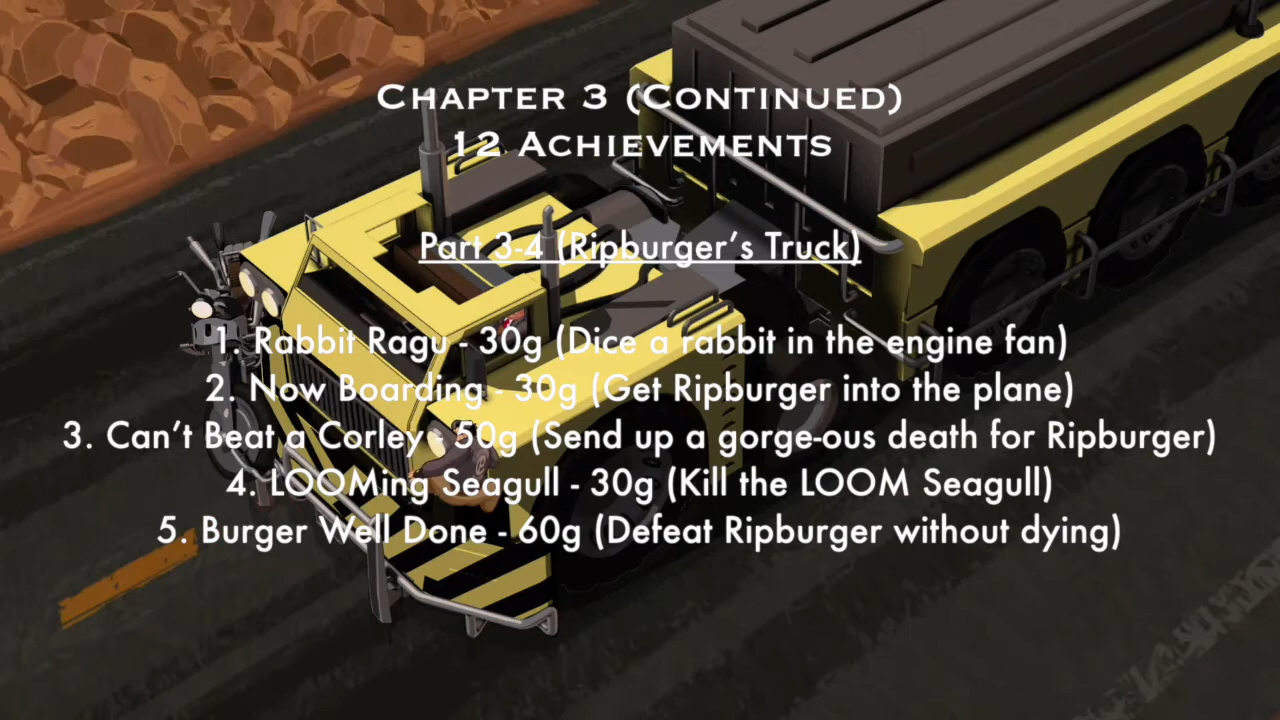 Chapter 3 (Continued)
12 Achievements
Part 3-4 (Ripburger's Truck)
1. Rabbit Ragu - 30g (Dice a rabbit in the engine fan)
2. Now Boarding - 30g (Get Ripburger into the plane)
3. Can't Beat a Corley - 50g (Send up a gorge-ous death for Ripburger)
4. LOOMing Seagull - 30g (Kill the LOOM Seagull)
5. Burger Well Done - 60g (Defeat Ripburger without dying)